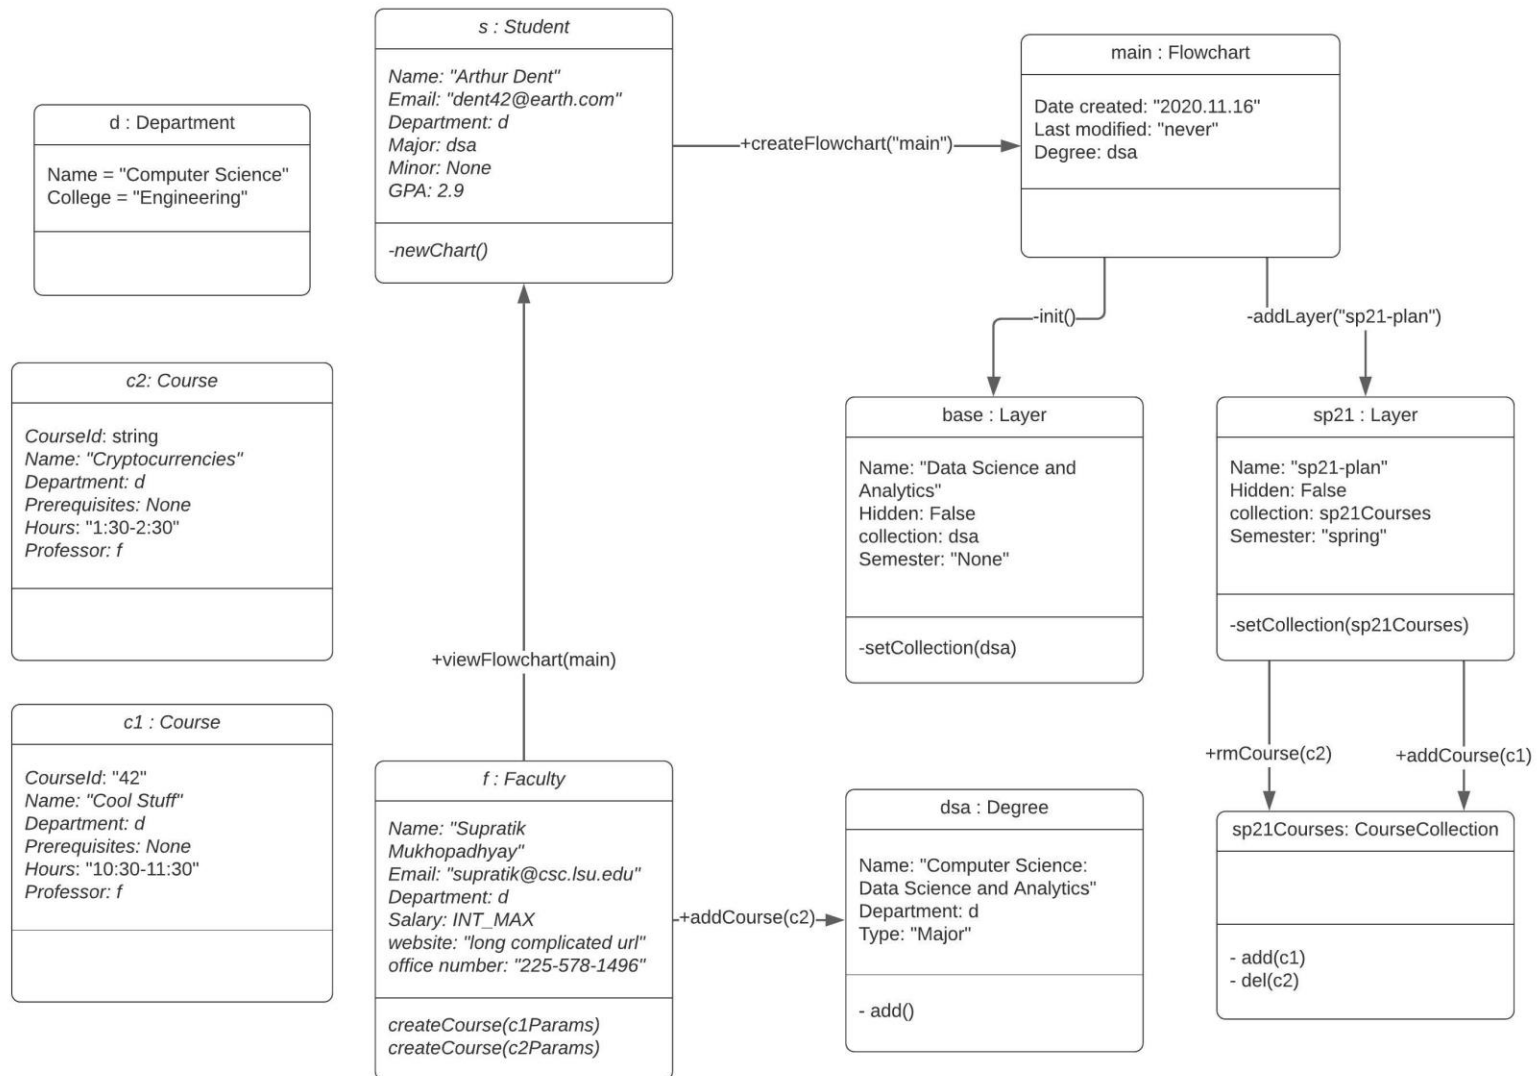 s : Student
Name: "Arthur Dent"
Email: "dent42@earth.com"
Department: d
Major: dsa
Minor: None
GPA: 2.9
-newChart()
main : Flowchart
Date created: "2020.11.16"
Last modified: "never"
Degree: dsa
d : Department
Name = "Computer Science"
College = "Engineering"
+createFlowchart("main")
-init()
-addLayer("sp21-plan")
c2: Course
CourseId: string
Name: "Cryptocurrencies"
Department: d
Prerequisites: None
Hours: "1:30-2:30"
Professor: f
base : Layer
Name: "Data Science and
Analytics"
Hidden: False
collection: dsa
Semester: "None"
-setCollection(dsa)
sp21 : Layer
Name: "sp21-plan"
Hidden: False
collection: sp21Courses
Semester: "spring"
-setCollection(sp21Courses)
+viewFlowchart(main)
c1 : Course
CourseId: "42"
Name: "Cool Stuff"
Department: d
Prerequisites: None
Hours: "10:30-11:30"
Professor: f
f : Faculty
Name: "Supratik
Mukhopadhyay"
Email: "supratik@csc.lsu.edu"
Department: d
Salary: INT_MAX
website: "long complicated url"
office number: "225-578-1496"
createCourse(c1Params)
createCourse(c2Params)
+addCourse(c2)
dsa : Degree
Name: "Computer Science:
Data Science and Analytics"
Department: d
Type: "Major"
- add()
+rmCourse(c2)
+addCourse(c1)
sp21Courses: CourseCollection
- add(c1)
- del(c2)